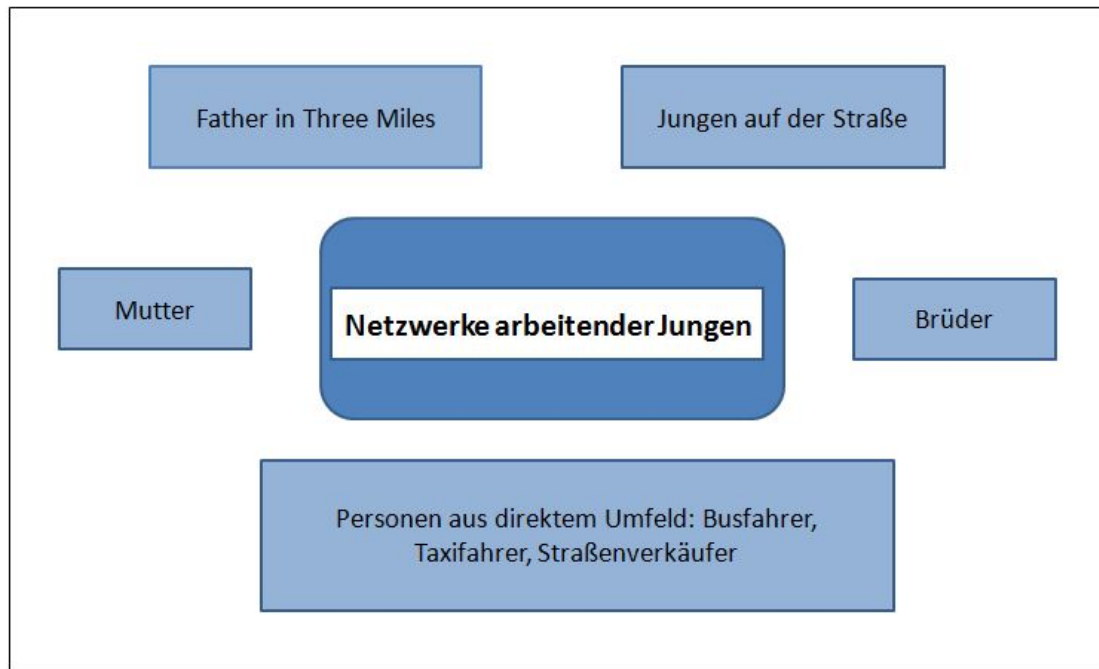 Father in Three Miles
Jungen auf der Straße
Mutter
Netzwerke arbeitender Jungen
Brüder
Personen aus direktem Umfeld: Busfahrer,
Taxifahrer, Straßenverkäufer